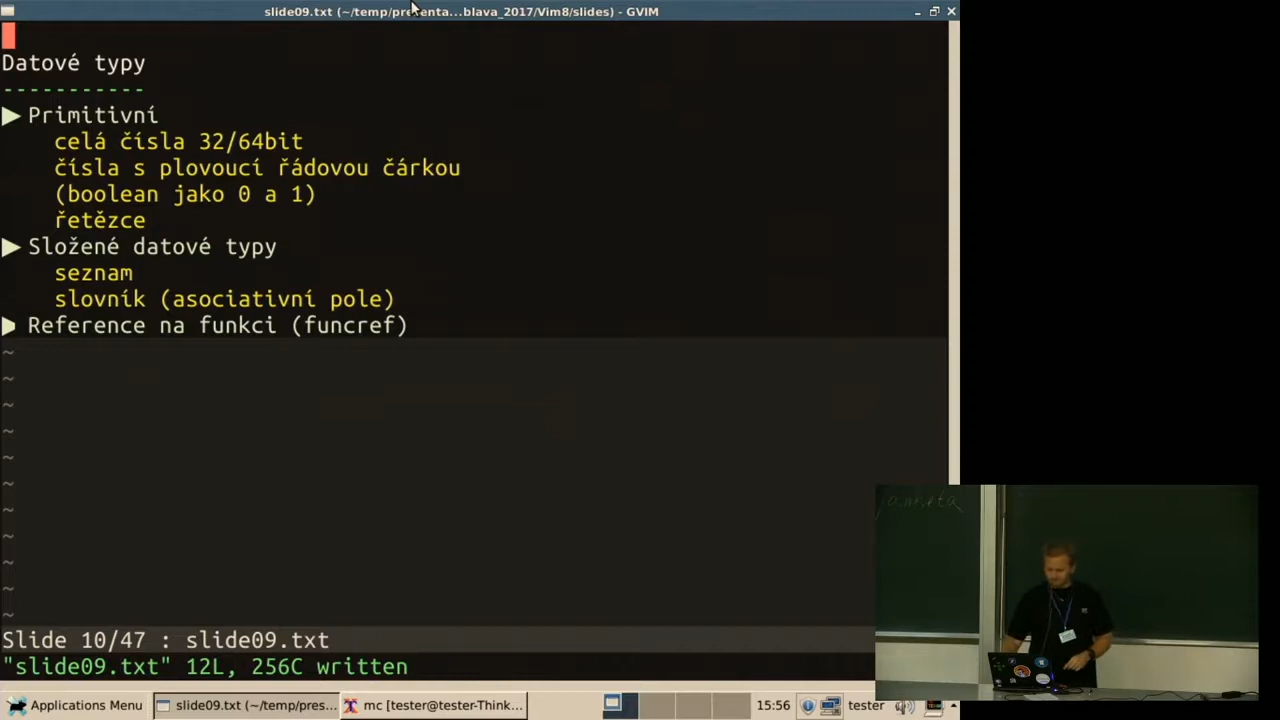 slide09.txt (~/temp/presenta...blava_2017/Vim8/slides) - GVIM
Datové typy
-----------
Primitivní
celá čísla 32/64bit
čísla s plovoucí řádovou čárkou
(boolean jako 0 a 1)
řetězce
Složené datové typy
seznam
slovník (asociativní pole)
Reference na funkci (funcref)
~
~
~
~
~
~
~
~
~
~
~
Slide 10/47 : slide09.txt
"slide09.txt" 12L, 256C written
Applications Menu
slide09.txt (~/temp/pres...
mc [tester@tester-Think...
15:56
tester